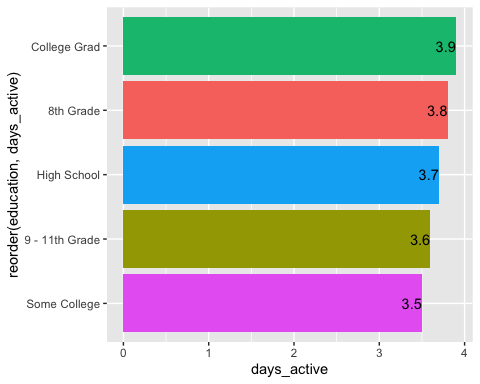 College Grad
3.9
8th Grade
3.8
High School
3.7
9 - 11th Grade
3.6
Some College
3.5
reorder(education, days_active)
0 1 2 3 4
days_active